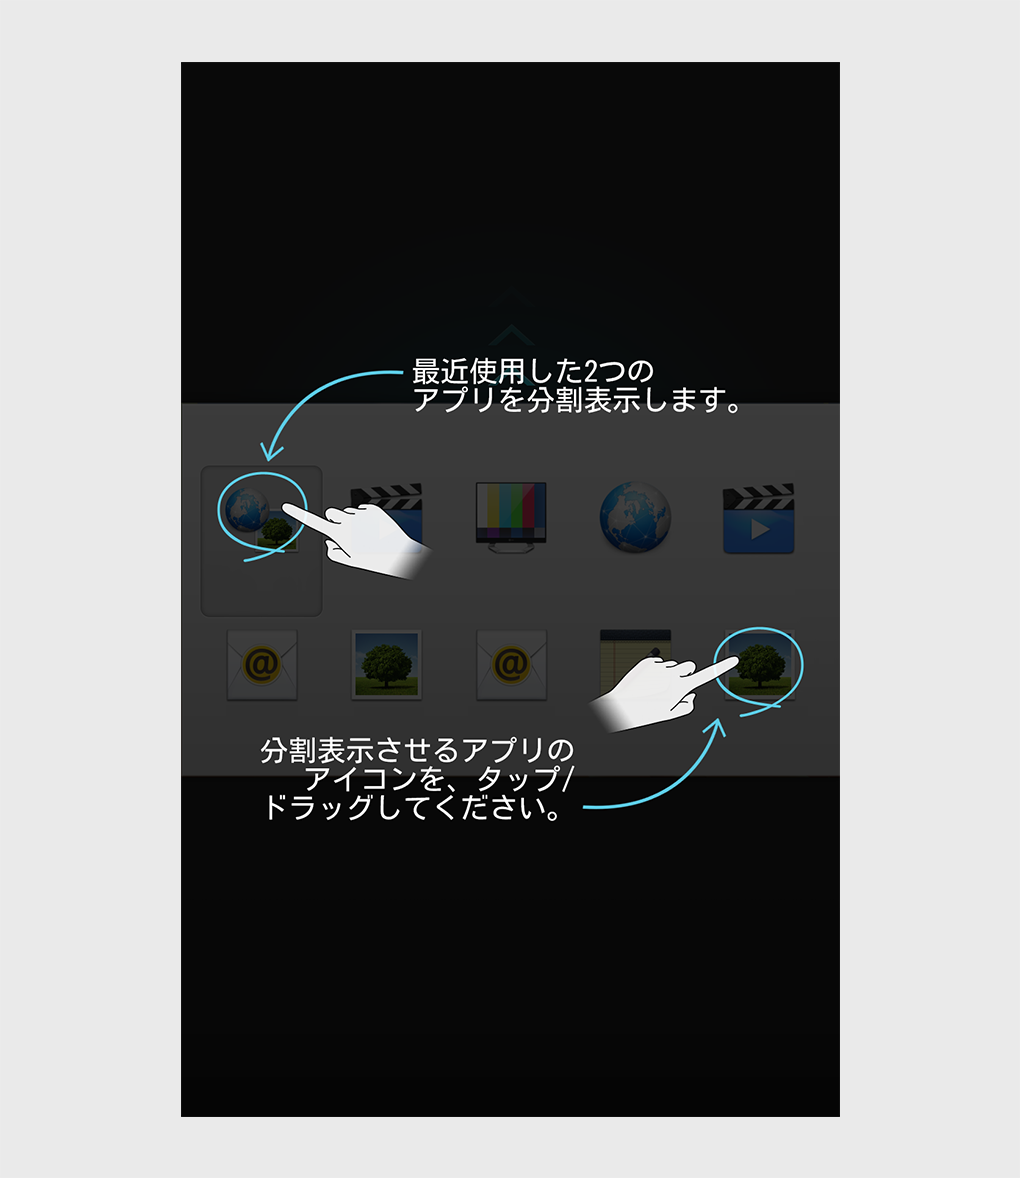 最近使用した2つの
アプリを分割表示します。
@
@
分割表示させるアプリの
アイコンを、タップ/
ドラッグしてください。